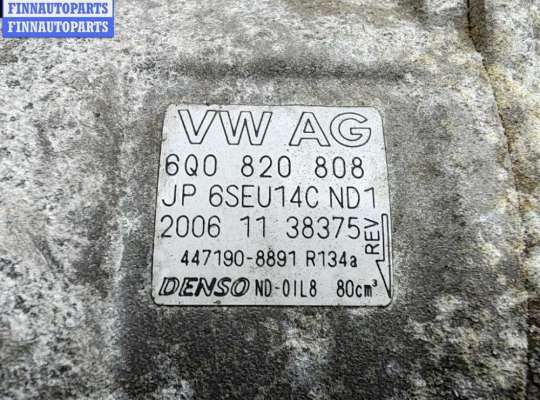 FINNAUTOPARTS
FINNAUTOPARTS
VW AG
6Q0 820 808
JP 6SEU14C ND1
2006 11 38375
REV
447190-8891 R134a
DENSO ND-OIL8 80cm³